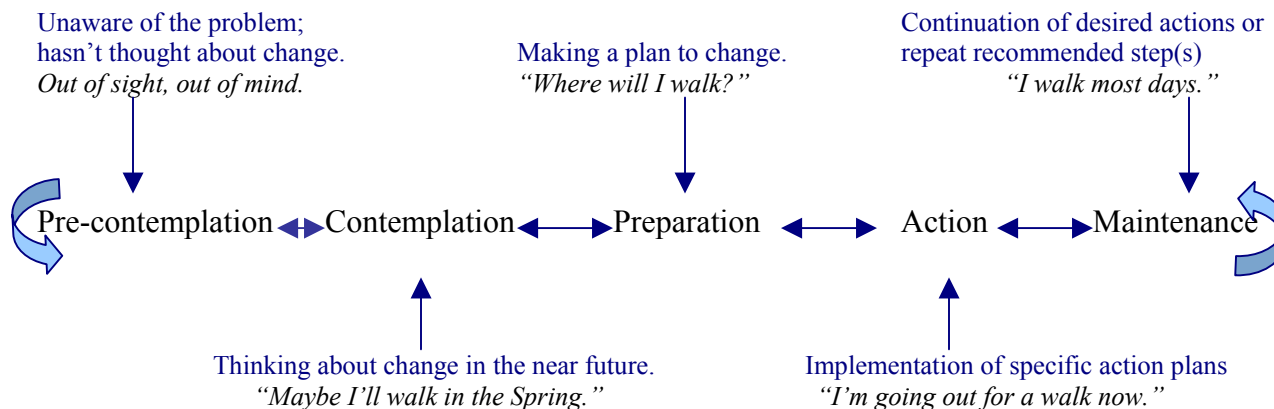 Unaware of the problem;
hasn't thought about change.
Out of sight, out of mind.
Making a plan to change.
“Where will I walk?”
Continuation of desired actions or
repeat recommended step(s)
“I walk most days.”
Pre-contemplation
Contemplation
Preparation
Action
Maintenance
Thinking about change in the near future.
“Maybe I’ll walk in the Spring.”
Implementation of specific action plans
“I’m going out for a walk now.”